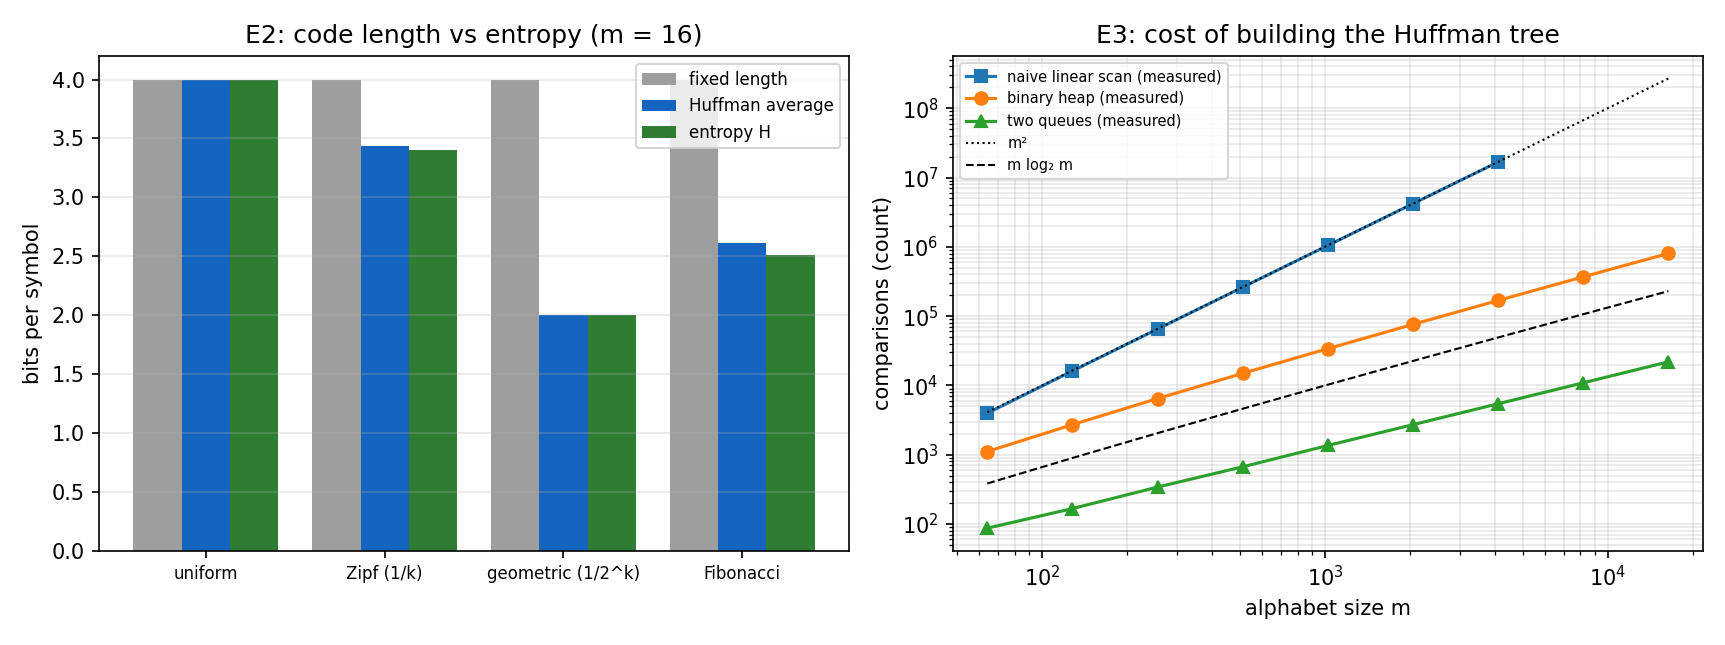 E2: code length vs entropy (m = 16)
bits per symbol
4.0
3.5
3.0
2.5
2.0
1.5
1.0
0.5
0.0
fixed length
Huffman average
entropy H
uniform
Zipf (1/k)
geometric (1/2^k)
Fibonacci
E3: cost of building the Huffman tree
comparisons (count)
10⁸
10⁷
10⁶
10⁵
10⁴
10³
10²
naive linear scan (measured)
binary heap (measured)
two queues (measured)
m²
m log₂ m
10²
10³
10⁴
alphabet size m